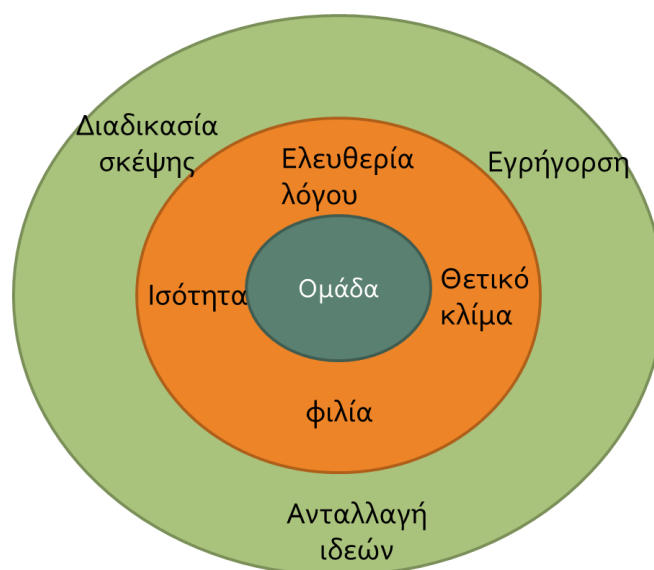 Διαδικασία
σκέψης
Ελευθερία
λόγου
Εγρήγορση
Ισότητα
Ομάδα
Θετικό
κλίμα
φιλία
Ανταλλαγή
ιδεών